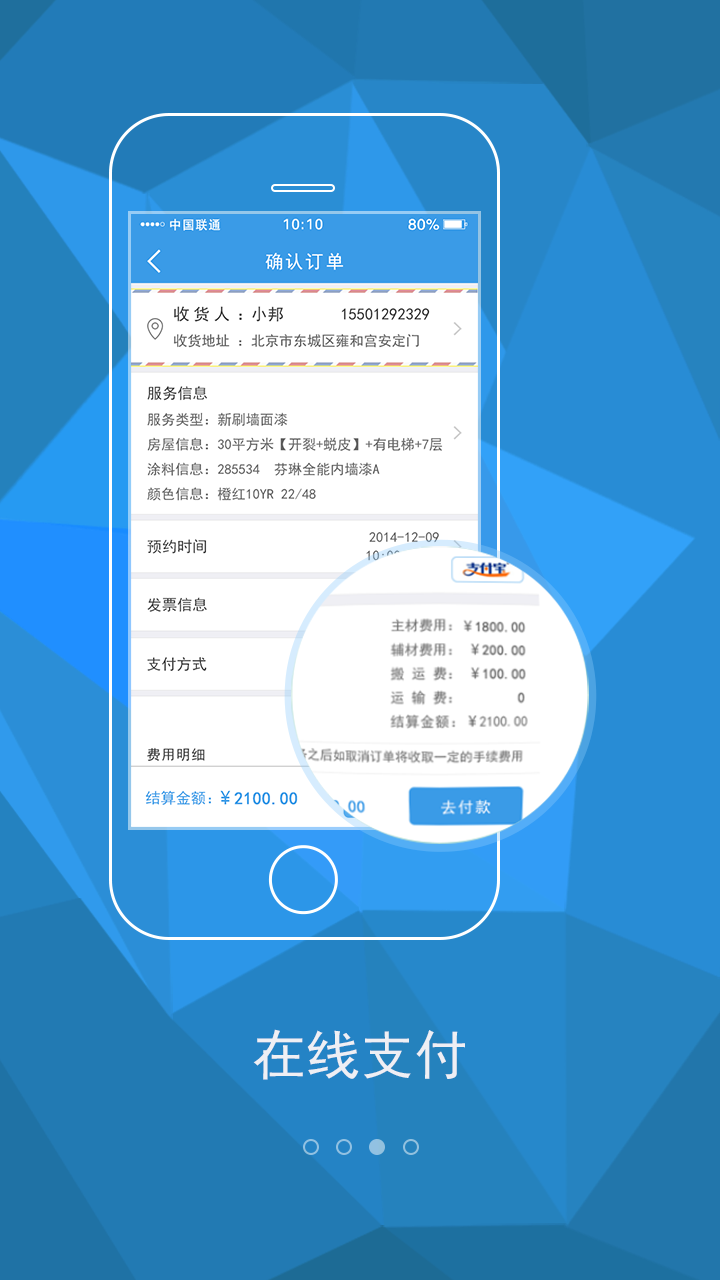 中国联通 10:10 80%
确认订单
收货人：小邦 15501292329
收货地址：北京市东城区雍和宫安定门
服务信息
服务类型：新刷墙面漆
房屋信息：30平方米【开裂+蜕皮】+有电梯+7层
涂料信息：285534 芬琳全能内墙漆A
颜色信息：橙红10YR 22/48
预约时间 2014-12-09
发票信息
支付方式
支付宝
主材费用：￥1800.00
辅材费用：￥200.00
搬运费：￥100.00
运输费：0
结算金额：￥2100.00
之后如取消订单将收取一定的手续费用
费用明细
结算金额：￥2100.00
去付款
在线支付